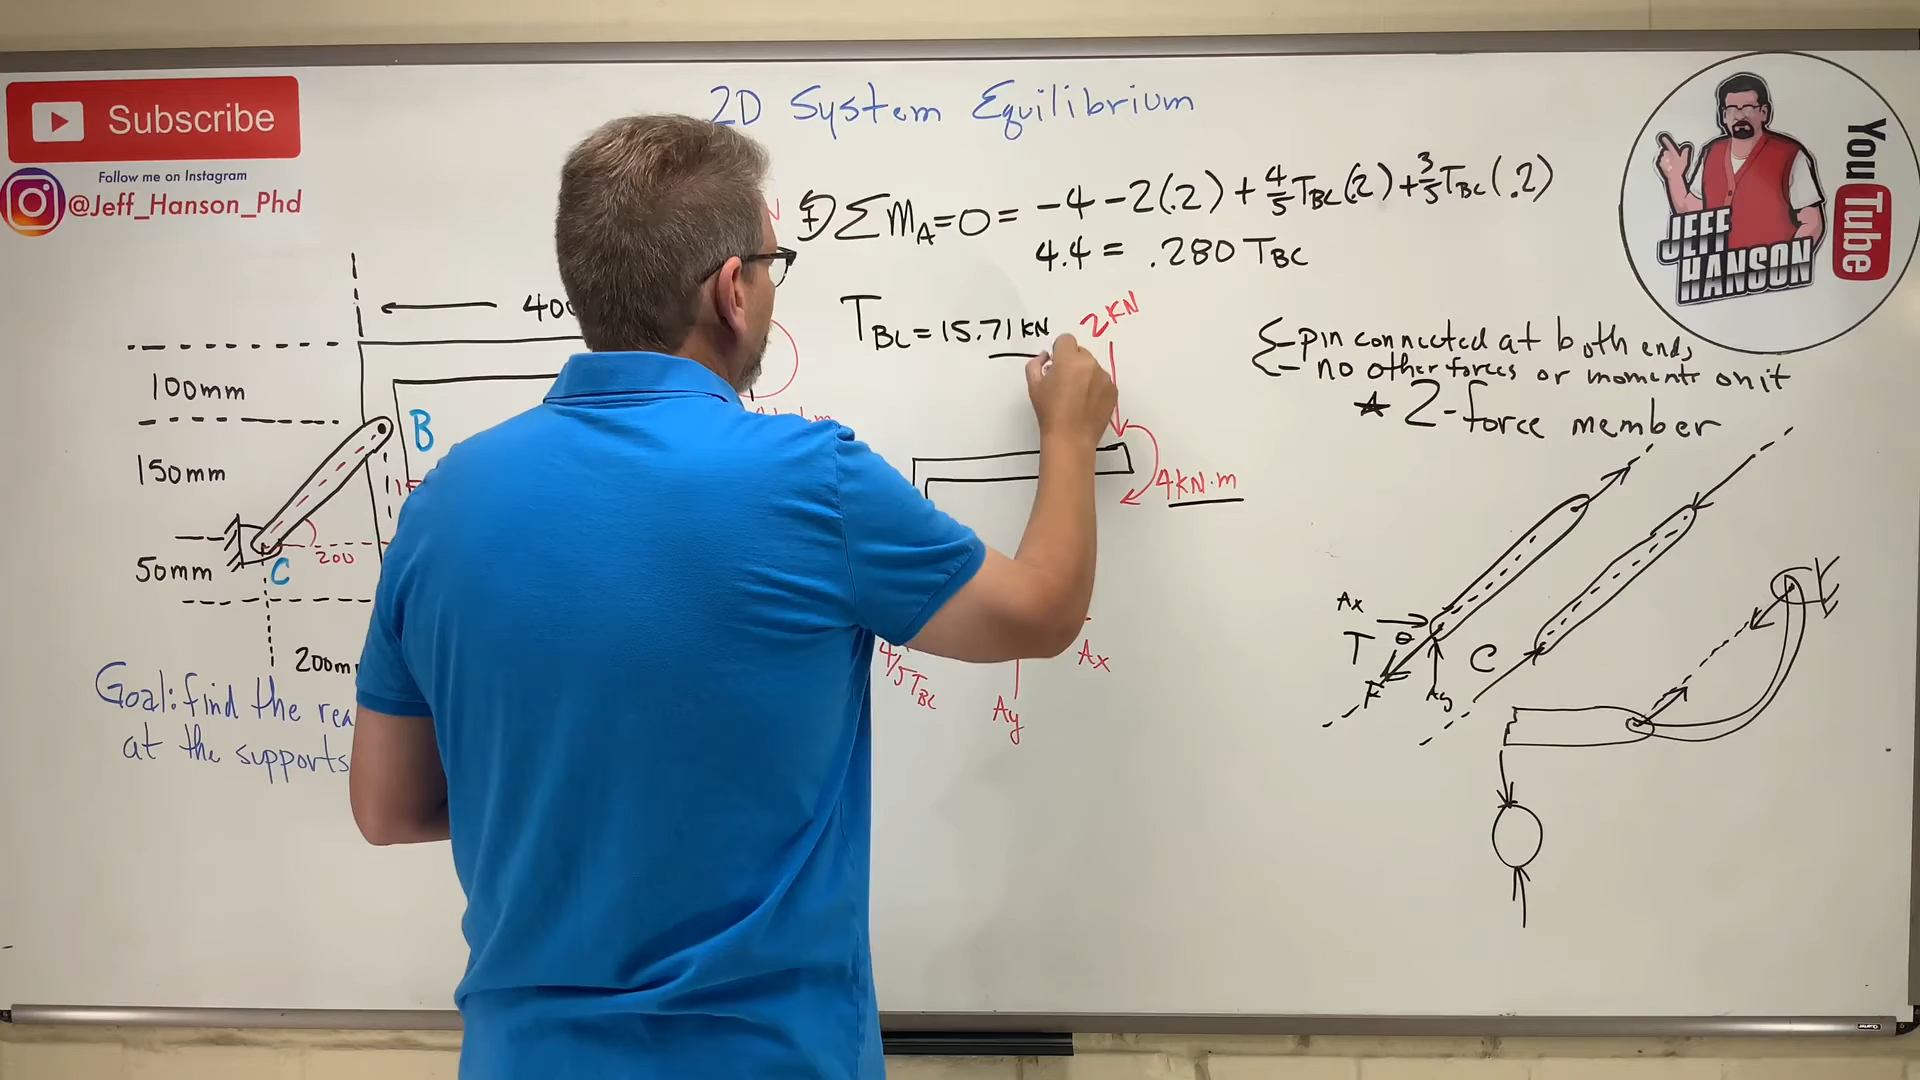 Subscribe
Follow me on Instagram
@Jeff_Hanson_Phd
2D System Equilibrium
ΣMA=0= -4-2(.2)+4/5TBC(.2)+3/5TBC(.2)
4.4 = .280 TBC
TBC=15.71 KN
2KN
YouTube
JEFF HANSON
-pin connected at both ends
- no other forces or moments on it
★ 2-force member
100mm
150mm
50mm
B
C
200
4KN·m
4/5TBC
Ax
Ay
Ax
T
θ
F
Ay
C
Goal: find the
at the supports